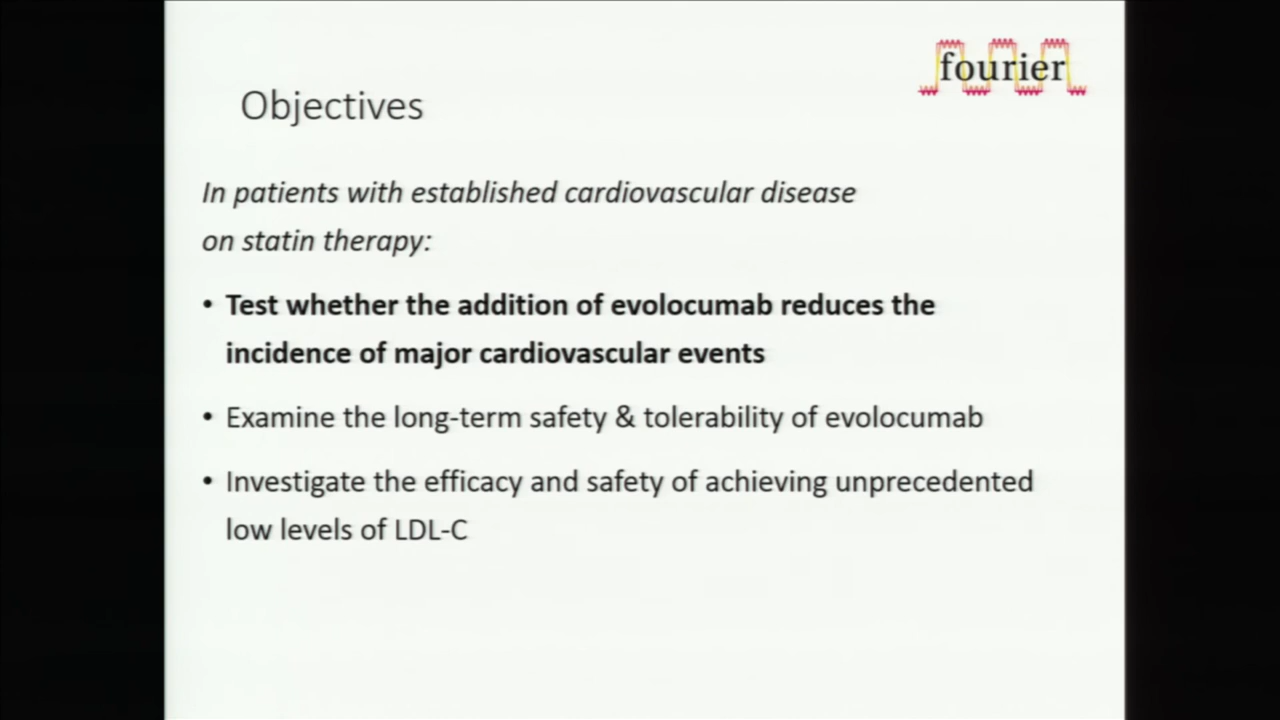 fourier
Objectives
In patients with established cardiovascular disease
on statin therapy:
• Test whether the addition of evolocumab reduces the
incidence of major cardiovascular events
• Examine the long-term safety & tolerability of evolocumab
• Investigate the efficacy and safety of achieving unprecedented
low levels of LDL-C